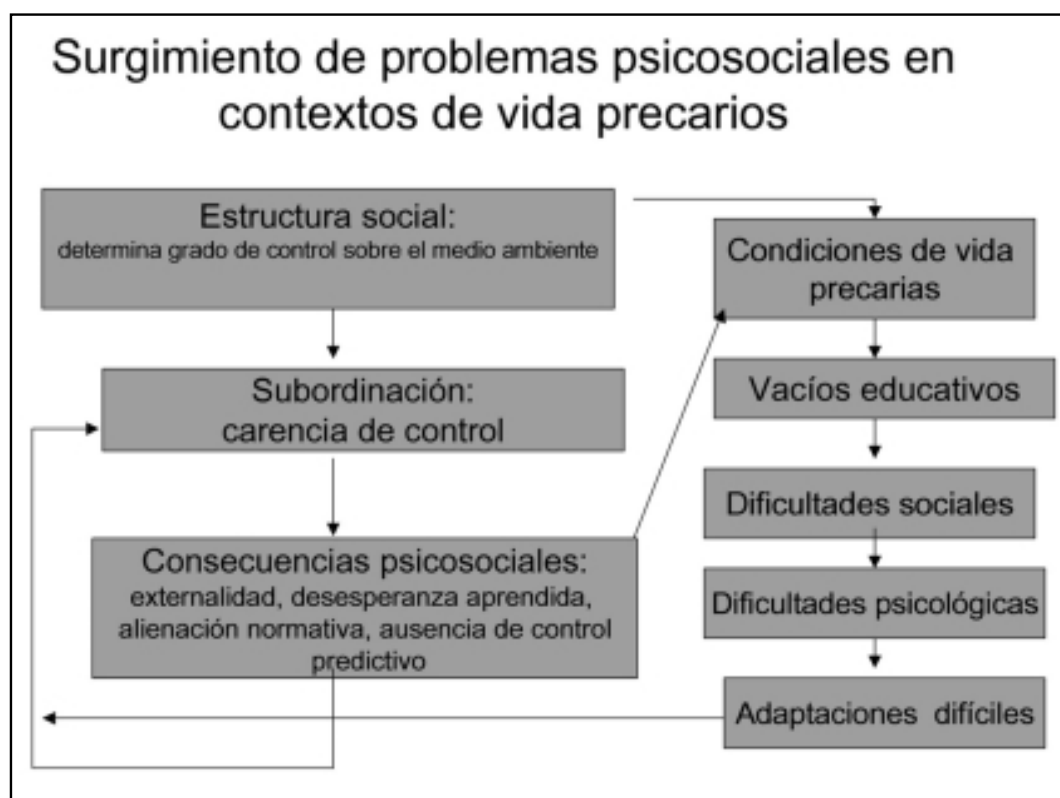 Surgimiento de problemas psicosociales en
contextos de vida precarios
Estructura social:
determina grado de control sobre el medio ambiente
Subordinación:
carencia de control
Consecuencias psicosociales:
externalidad, desesperanza aprendida,
alienación normativa, ausencia de control
predictivo
Condiciones de vida
precarias
Vacíos educativos
Dificultades sociales
Dificultades psicológicas
Adaptaciones difíciles